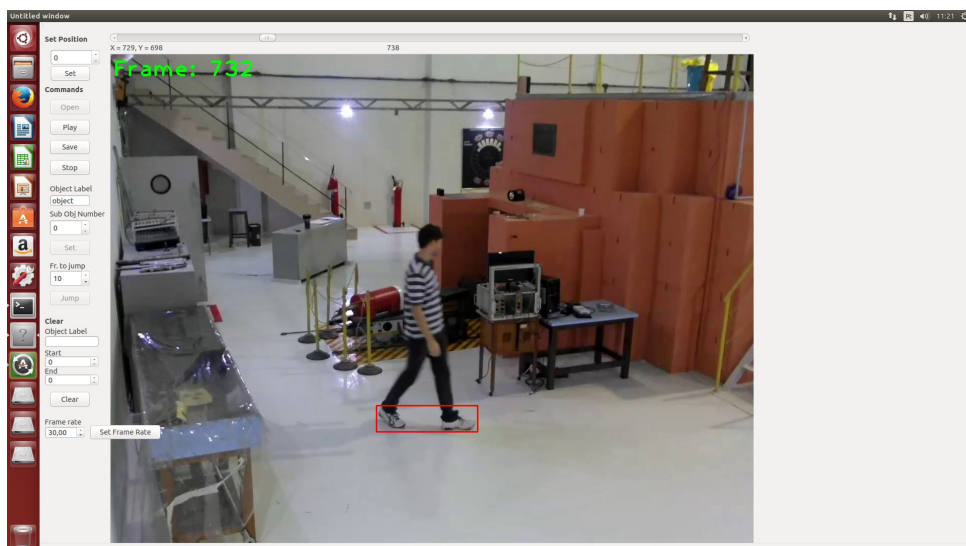 Untitled window
Pt
11:21
Set Position
X = 729, Y = 698
738
0
Set
Frame: 732
Commands
Open
Play
Save
Stop
Object Label
object
Sub Obj Number
0
Set
Fr. to jump
10
Jump
Clear
Object Label
Start
0
End
0
Clear
Frame rate
30,00
Set Frame Rate